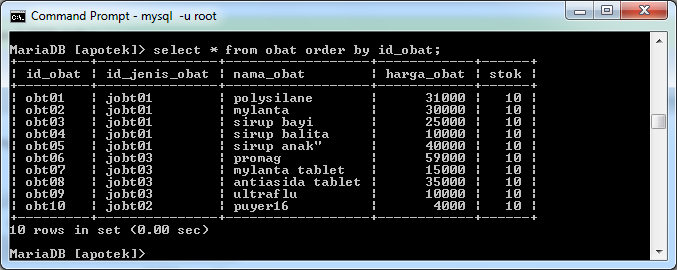 Command Prompt - mysql -u root
MariaDB [apotek]> select * from obat order by id_obat;
+---------+---------------+------------------+------------+------+
| id_obat | id_jenis_obat | nama_obat        | harga_obat | stok |
+---------+---------------+------------------+------------+------+
| obt01   | jobt01        | polysilane       |      31000 |   10 |
| obt02   | jobt01        | mylanta          |      30000 |   10 |
| obt03   | jobt01        | sirup bayi       |      25000 |   10 |
| obt04   | jobt01        | sirup balita     |      10000 |   10 |
| obt05   | jobt01        | sirup anak"      |      40000 |   10 |
| obt06   | jobt03        | promag           |      59000 |   10 |
| obt07   | jobt03        | mylanta tablet   |      15000 |   10 |
| obt08   | jobt03        | antiasida tablet |      35000 |   10 |
| obt09   | jobt03        | ultraflu         |      10000 |   10 |
| obt10   | jobt02        | puyer16          |       4000 |   10 |
+---------+---------------+------------------+------------+------+
10 rows in set (0.00 sec)
MariaDB [apotek]>